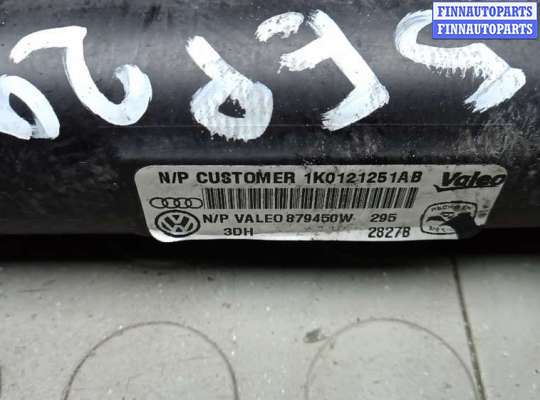 FINNAUTOPARTS
FINNAUTOPARTS
N/P CUSTOMER 1K0121251AB
Valeo
N/P VALEO 879450W 295
3DH 2827B